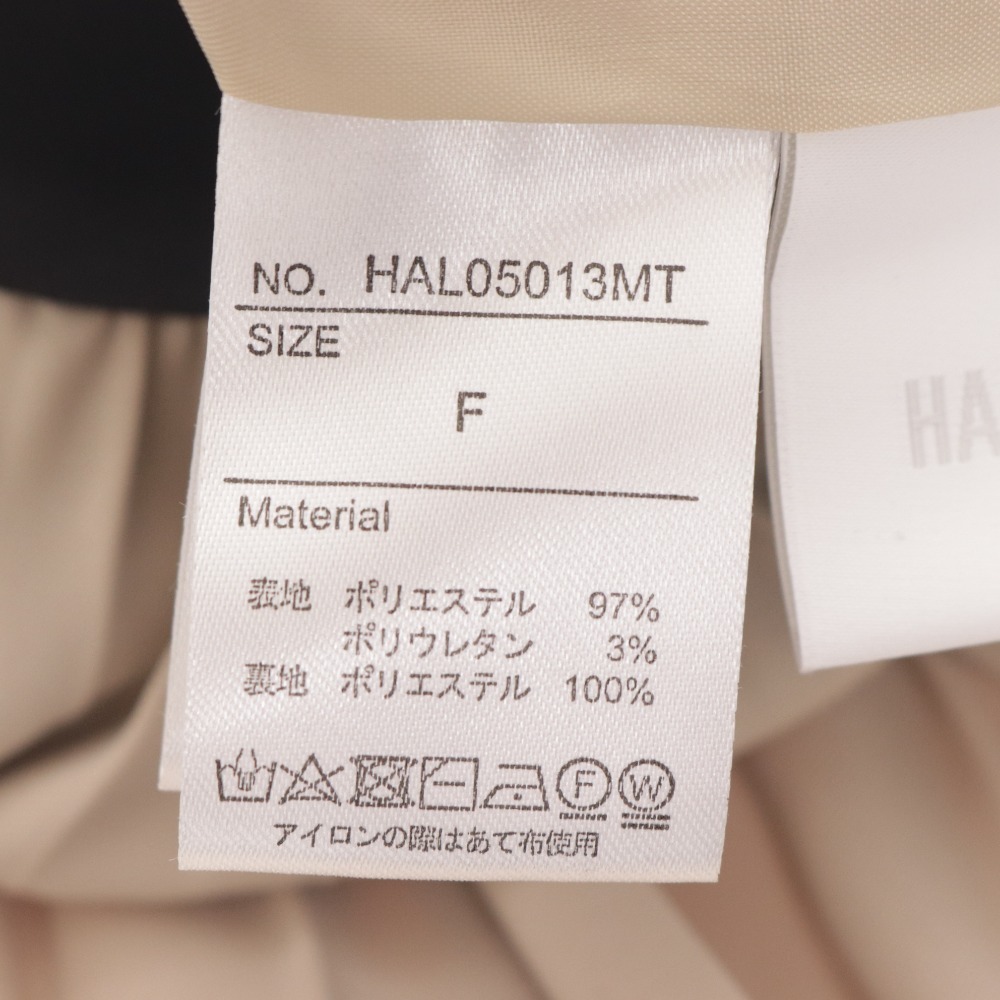 NO. HAL05013MT
SIZE
F
Material
表地 ポリエステル 97%
ポリウレタン 3%
裏地 ポリエステル 100%
F W
アイロンの際はあて布使用
HA